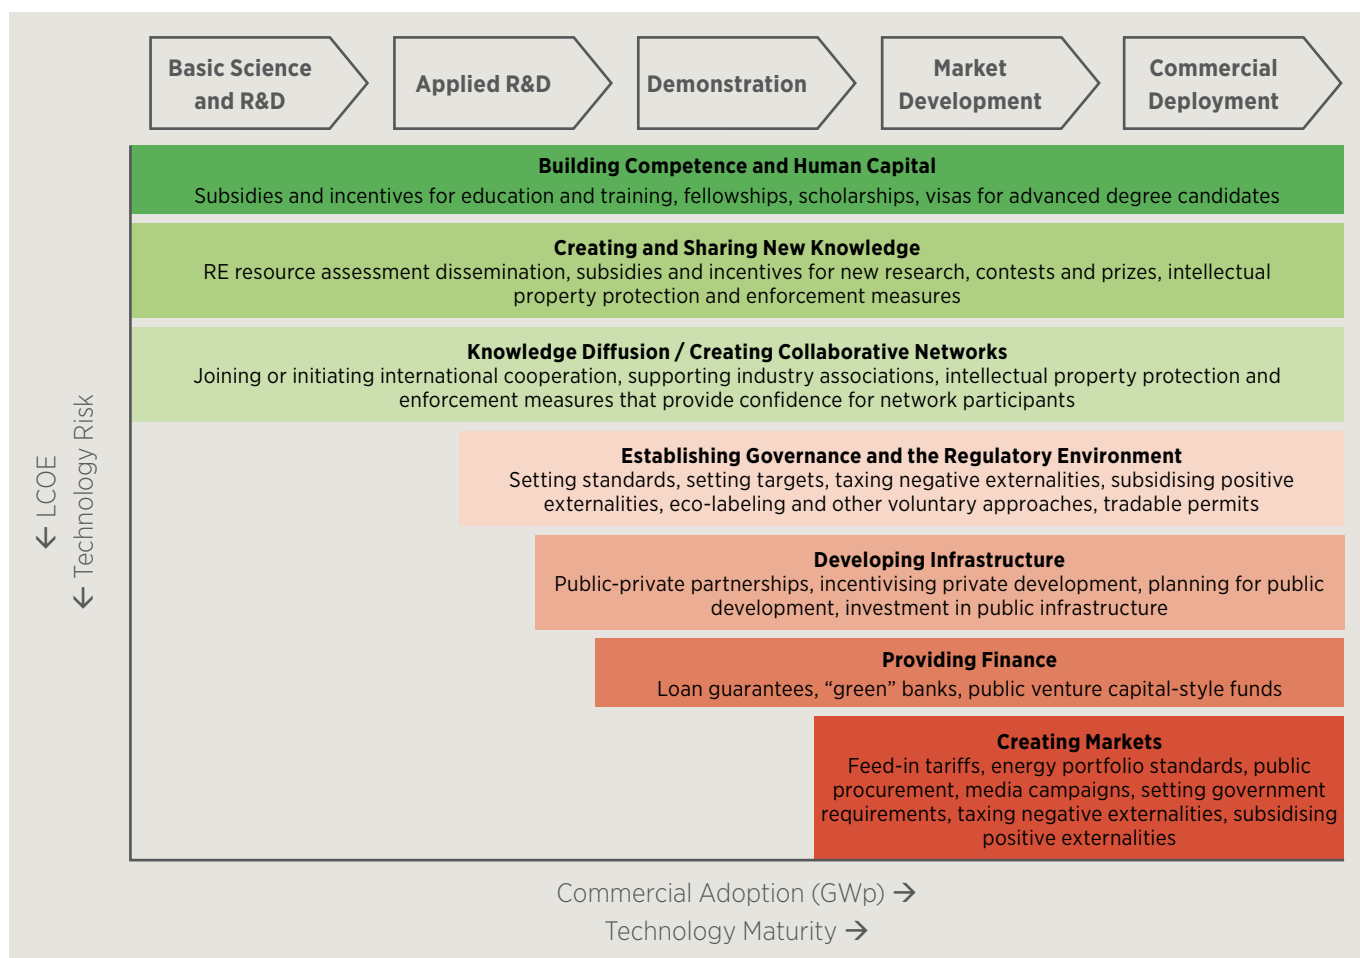 Basic Science
and R&D
Applied R&D
Demonstration
Market
Development
Commercial
Deployment
Building Competence and Human Capital
Subsidies and incentives for education and training, fellowships, scholarships, visas for advanced degree candidates
Creating and Sharing New Knowledge
RE resource assessment dissemination, subsidies and incentives for new research, contests and prizes, intellectual
property protection and enforcement measures
Knowledge Diffusion / Creating Collaborative Networks
Joining or initiating international cooperation, supporting industry associations, intellectual property protection and
enforcement measures that provide confidence for network participants
Establishing Governance and the Regulatory Environment
Setting standards, setting targets, taxing negative externalities, subsidising positive
externalities, eco-labeling and other voluntary approaches, tradable permits
Developing Infrastructure
Public-private partnerships, incentivising private development, planning for public
development, investment in public infrastructure
Providing Finance
Loan guarantees, “green” banks, public venture capital-style funds
Creating Markets
Feed-in tariffs, energy portfolio standards, public
procurement, media campaigns, setting government
requirements, taxing negative externalities, subsidising
positive externalities
← LCOE
← Technology Risk
Commercial Adoption (GWp) →
Technology Maturity →